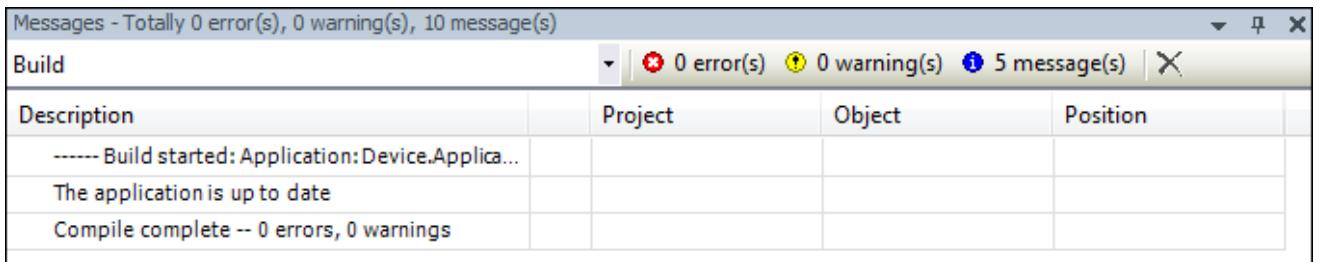 Messages - Totally 0 error(s), 0 warning(s), 10 message(s)
Build 0 error(s) 0 warning(s) 5 message(s)
Description Project Object Position
------ Build started: Application: Device.Applica...
The application is up to date
Compile complete -- 0 errors, 0 warnings